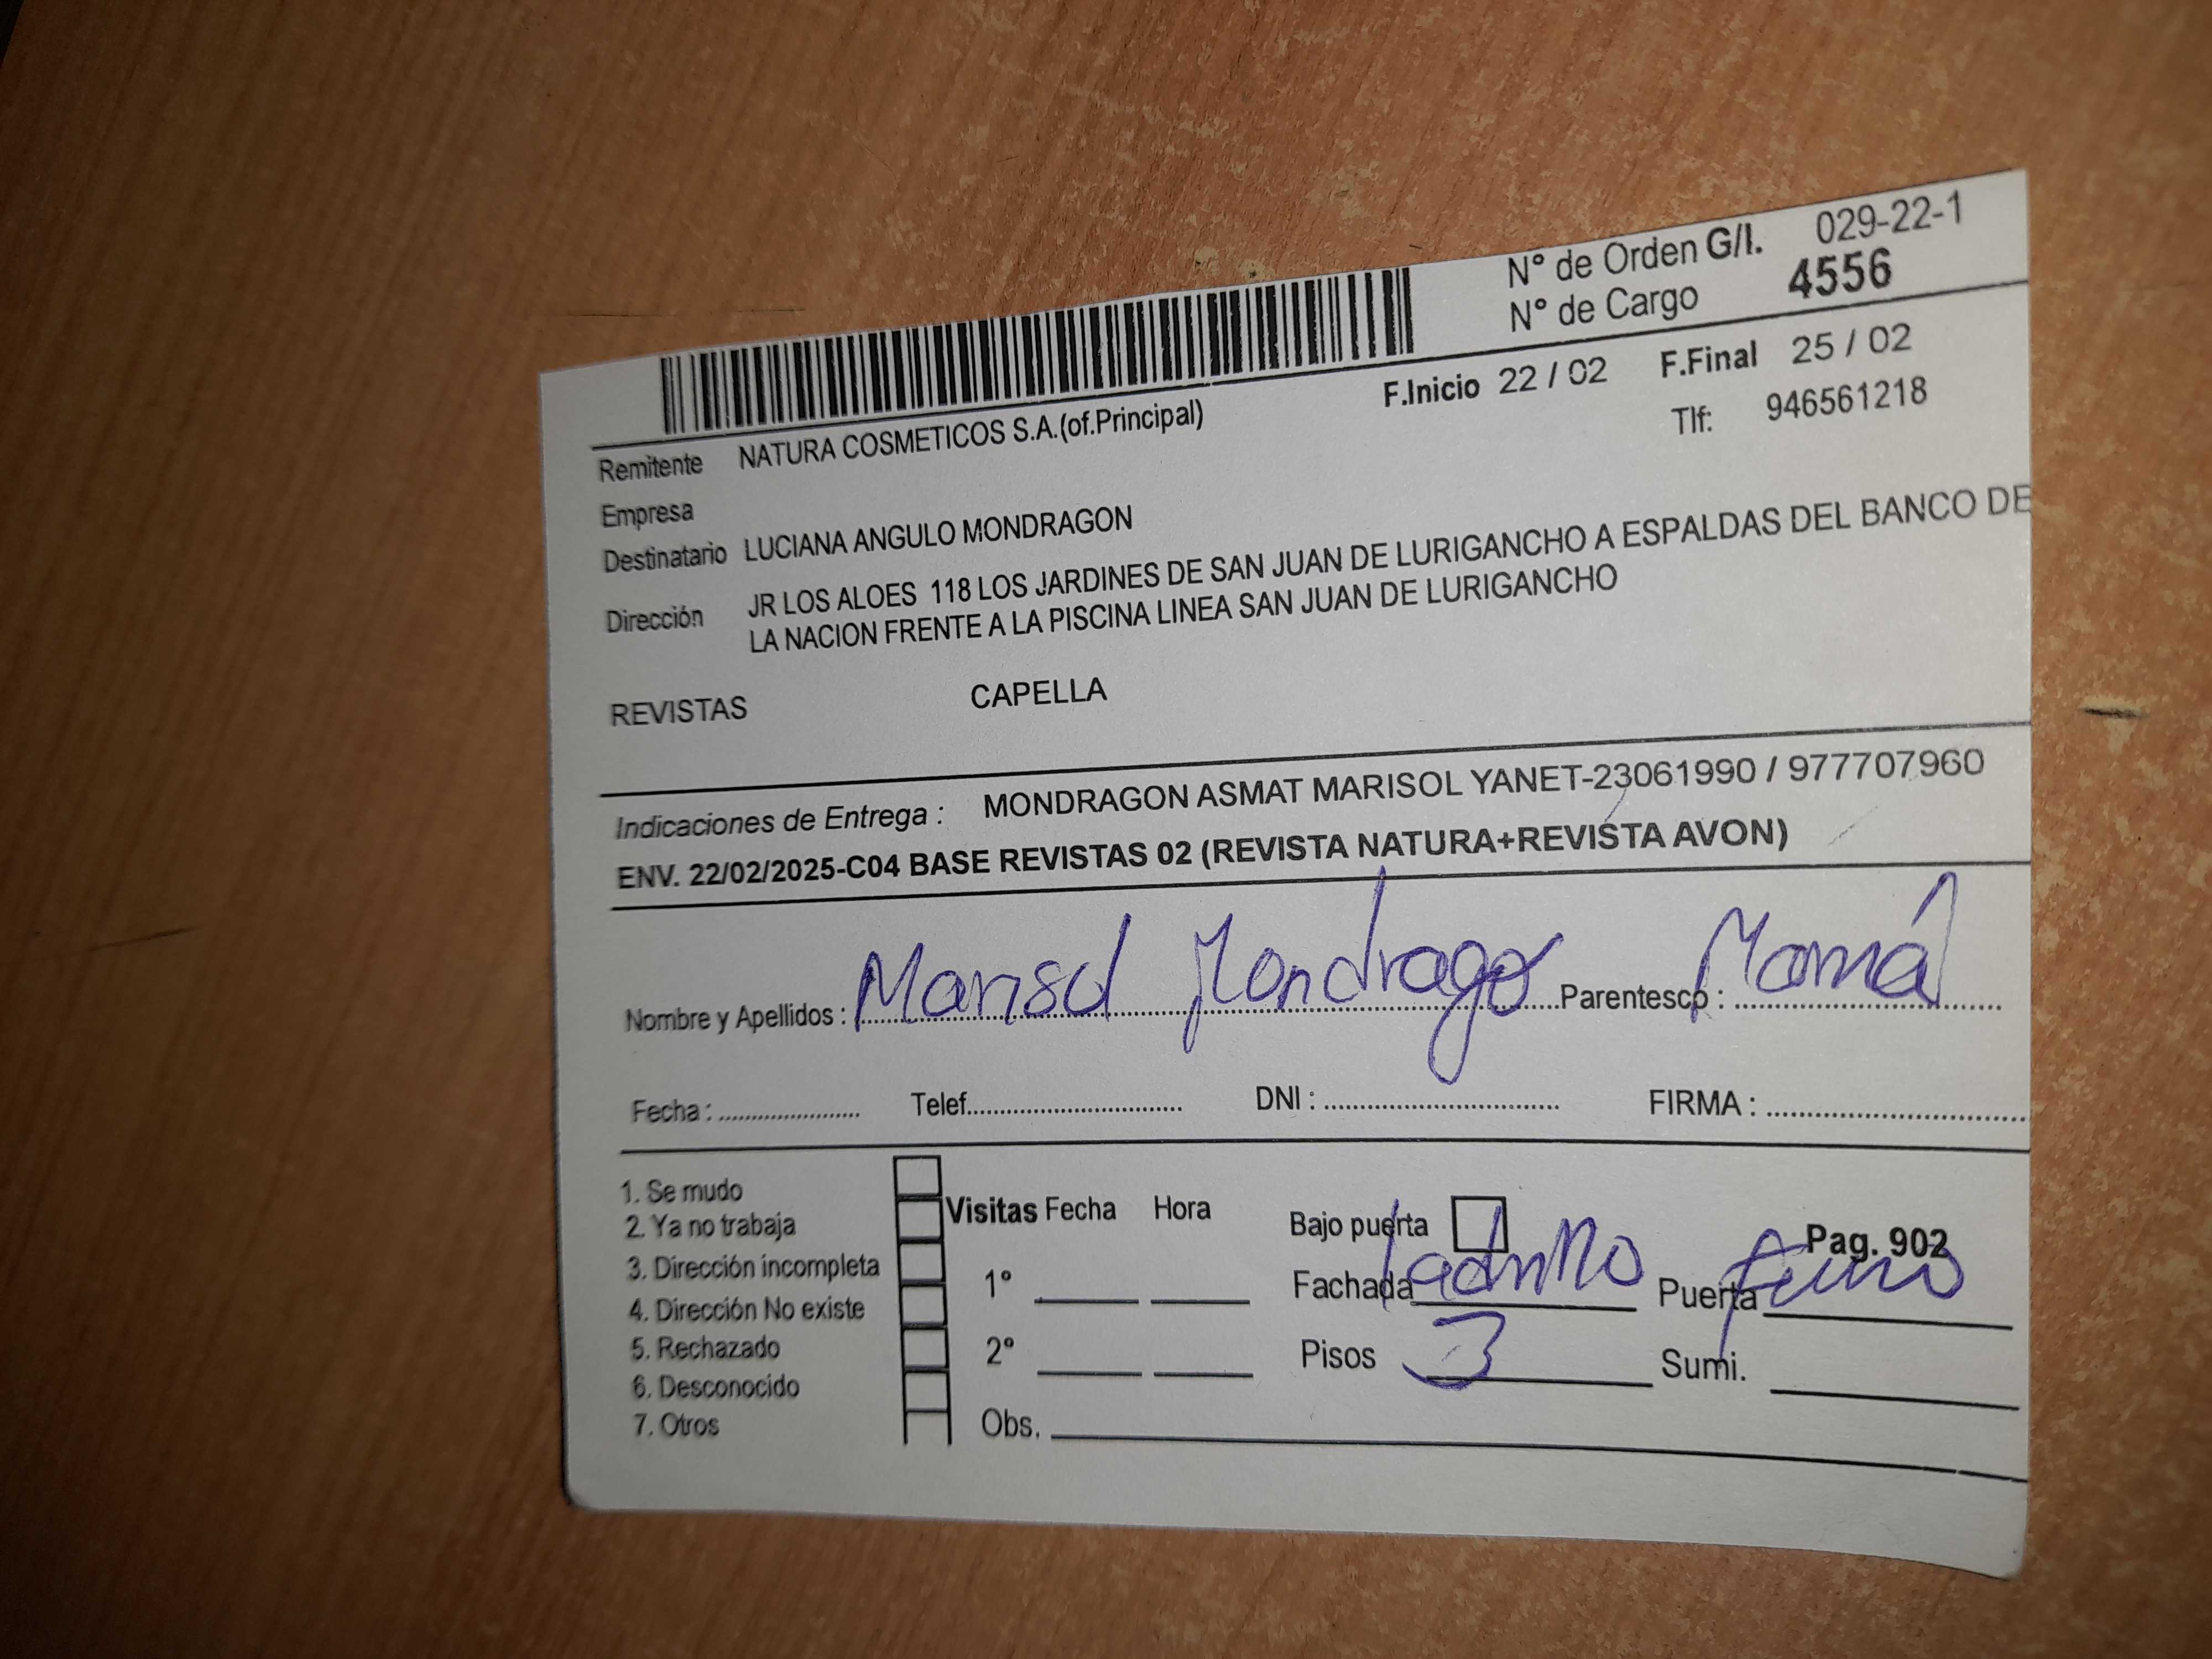 N° de Orden G/I. 029-22-1
N° de Cargo 4556
F.Inicio 22 / 02 F.Final 25 / 02
Remitente NATURA COSMETICOS S.A.(of.Principal) Tlf: 946561218
Empresa
Destinatario LUCIANA ANGULO MONDRAGON
Dirección JR LOS ALOES 118 LOS JARDINES DE SAN JUAN DE LURIGANCHO A ESPALDAS DEL BANCO DE
LA NACION FRENTE A LA PISCINA LINEA SAN JUAN DE LURIGANCHO
REVISTAS CAPELLA
Indicaciones de Entrega : MONDRAGON ASMAT MARISOL YANET-23061990 / 977707960
ENV. 22/02/2025-C04 BASE REVISTAS 02 (REVISTA NATURA+REVISTA AVON)
Nombre y Apellidos : Marisol Mondrago Parentesco : Mamá
Fecha : Telef. DNI : FIRMA :
1. Se mudo
2. Ya no trabaja
3. Dirección incompleta
4. Dirección No existe
5. Rechazado
6. Desconocido
7. Otros
Visitas Fecha Hora
1°
2°
Obs.
Bajo puerta Pag. 902
Fachada ladrillo Puerta fierro
Pisos 3 Sumi.